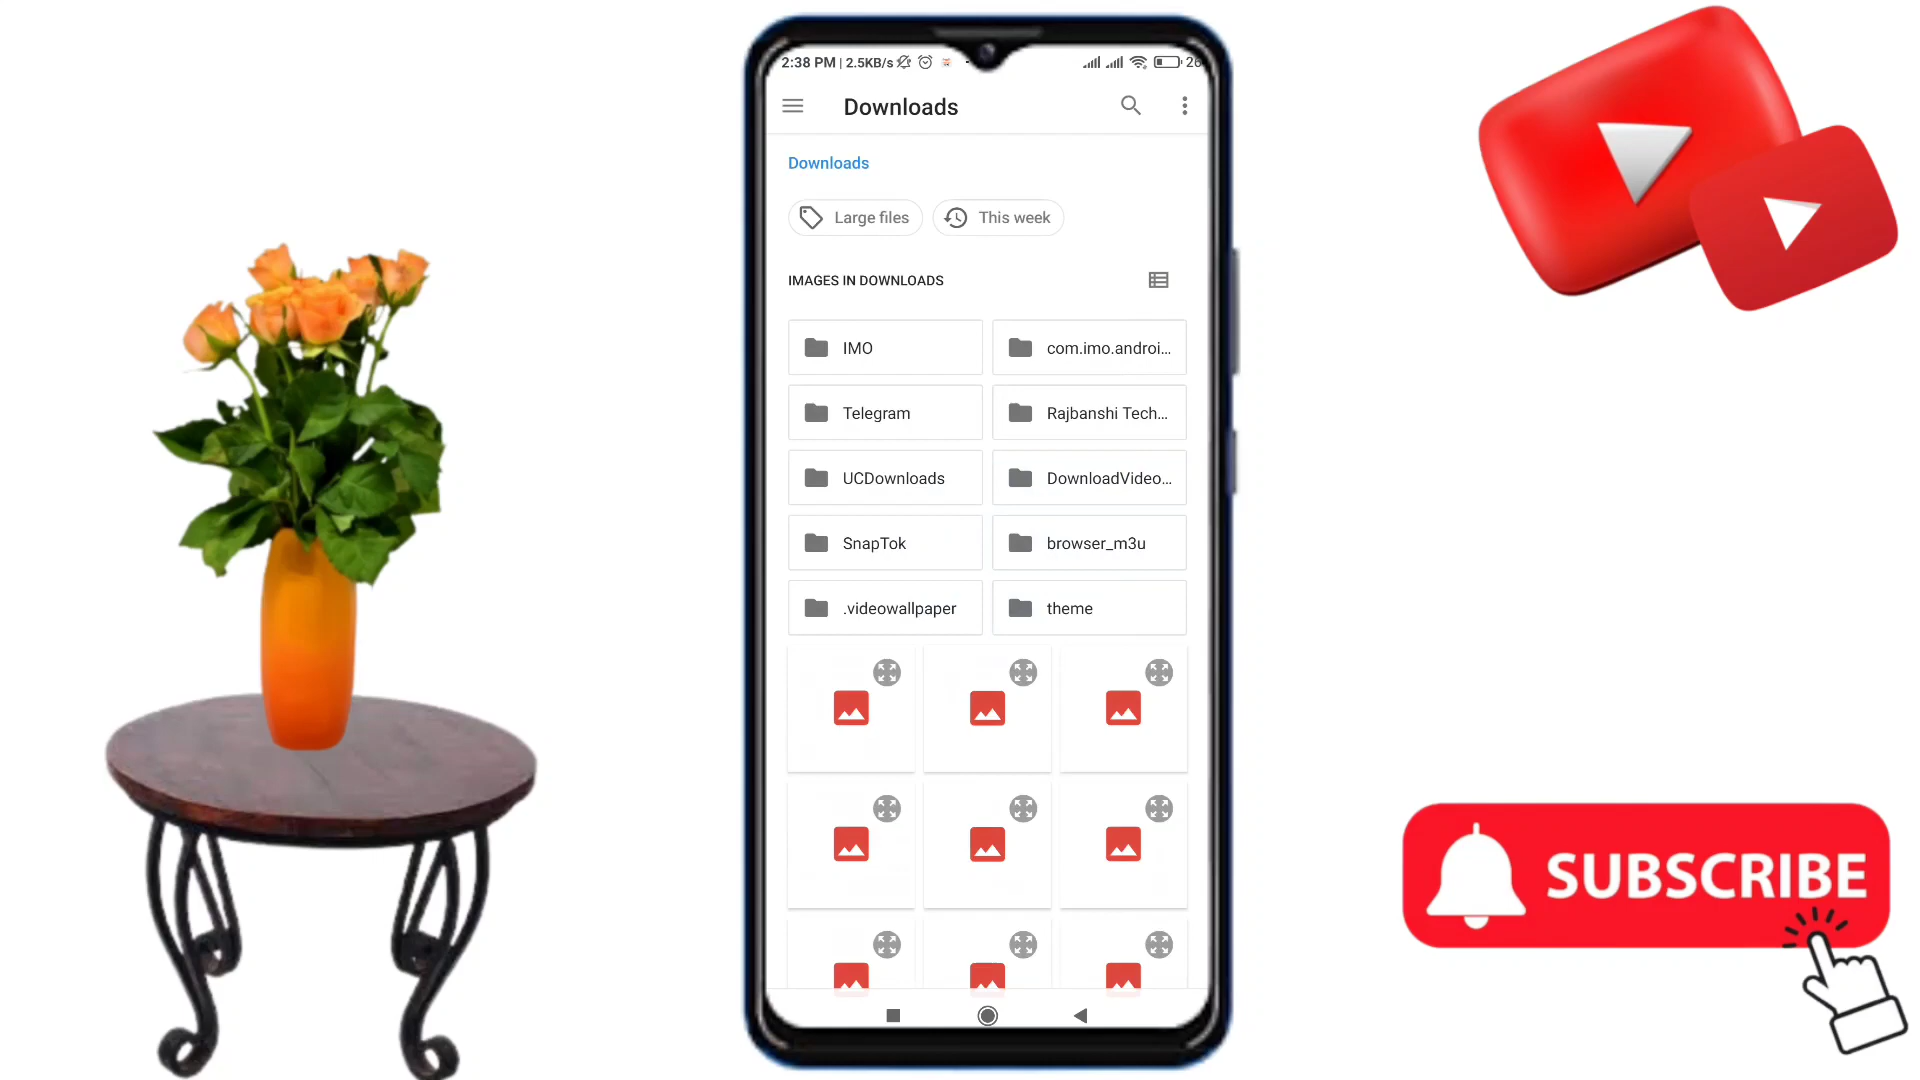 2:38 PM | 2.5KB/s
26
Downloads
Downloads
Large files
This week
IMAGES IN DOWNLOADS
IMO
com.imo.androi...
Telegram
Rajbanshi Tech...
UCDownloads
DownloadVideo...
SnapTok
browser_m3u
.videowallpaper
theme
SUBSCRIBE